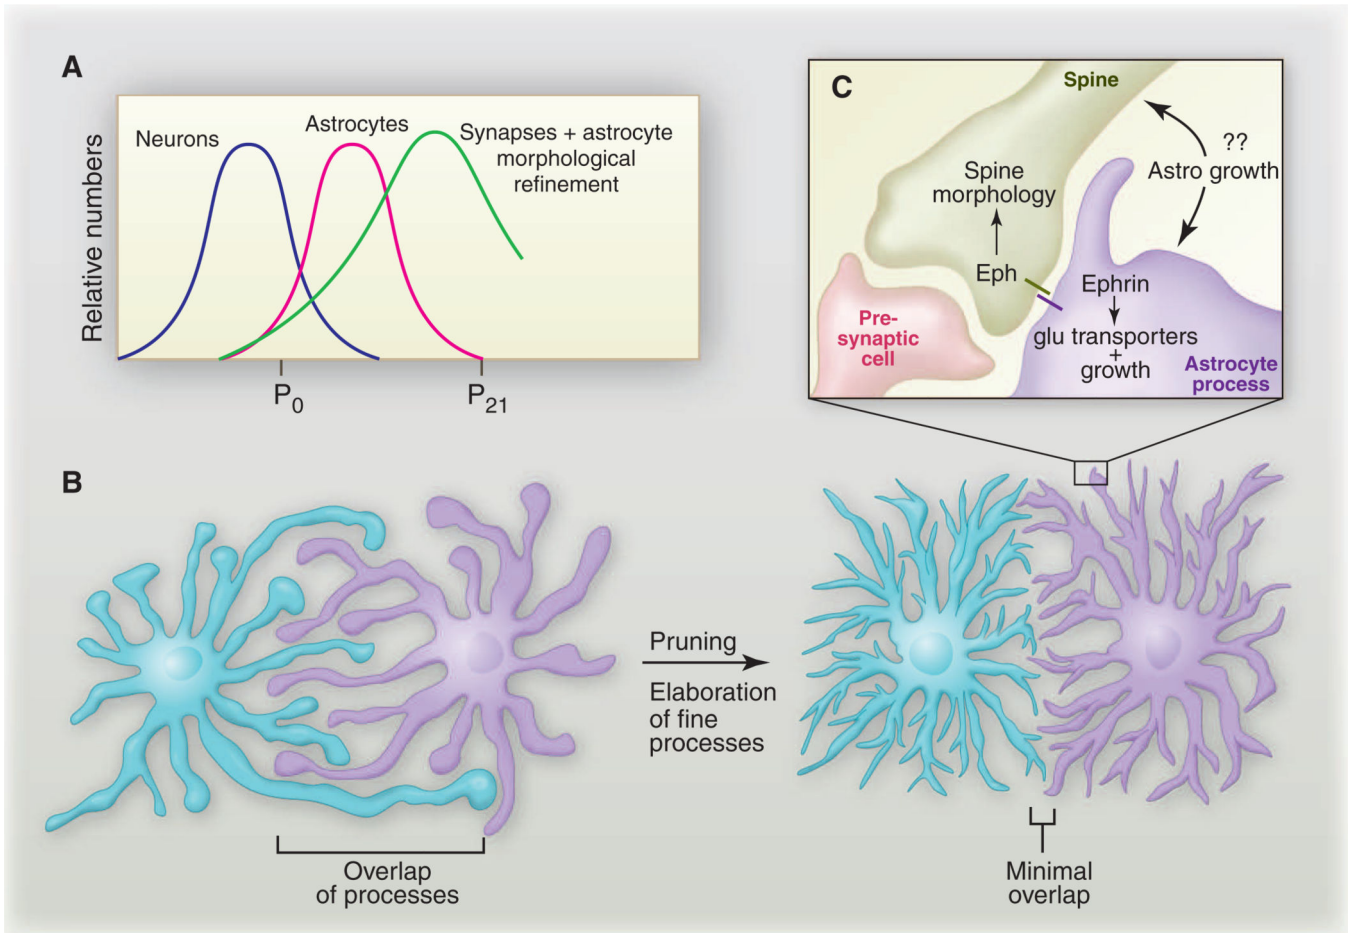 A
Relative numbers
Neurons
Astrocytes
Synapses + astrocyte
morphological
refinement
P0
P21
B
Overlap
of processes
Pruning
Elaboration
of fine
processes
Minimal
overlap
C
Spine
??
Astro growth
Spine
morphology
Eph
Ephrin
glu transporters
+
growth
Pre-
synaptic
cell
Astrocyte
process